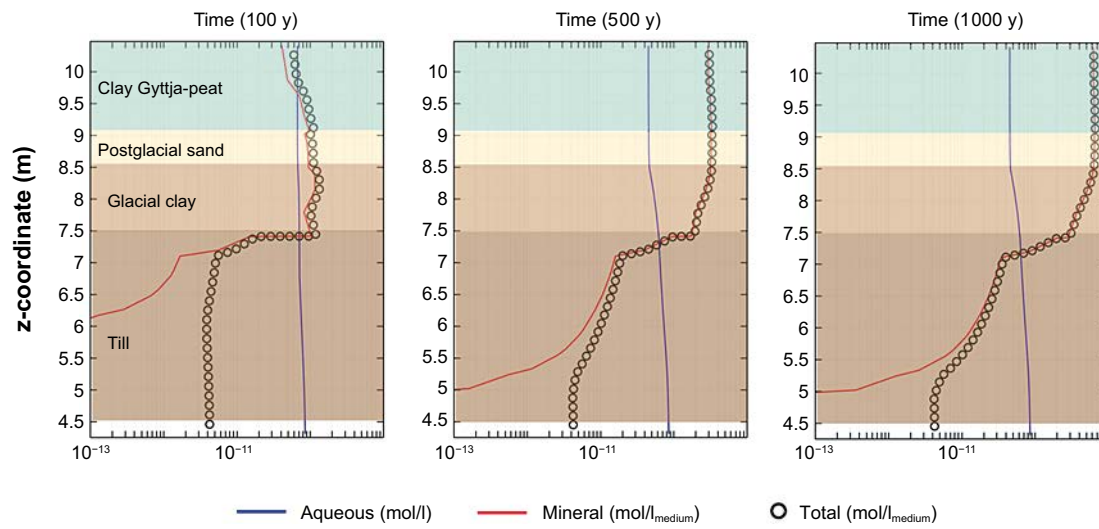 Time (100 y) Time (500 y) Time (1000 y)
10 10 10
Clay Gyttja-peat
9.5 9.5 9.5
9 9 9
Postglacial sand
8.5 8.5 8.5
Glacial clay
8 8 8
7.5 7.5 7.5
7 7 7
6.5 6.5 6.5
6 6 6
Till
5.5 5.5 5.5
5 5 5
4.5 4.5 4.5
z-coordinate (m)
10⁻¹³ 10⁻¹¹ 10⁻¹³ 10⁻¹¹ 10⁻¹³ 10⁻¹¹
Aqueous (mol/l) Mineral (mol/lmedium) Total (mol/lmedium)